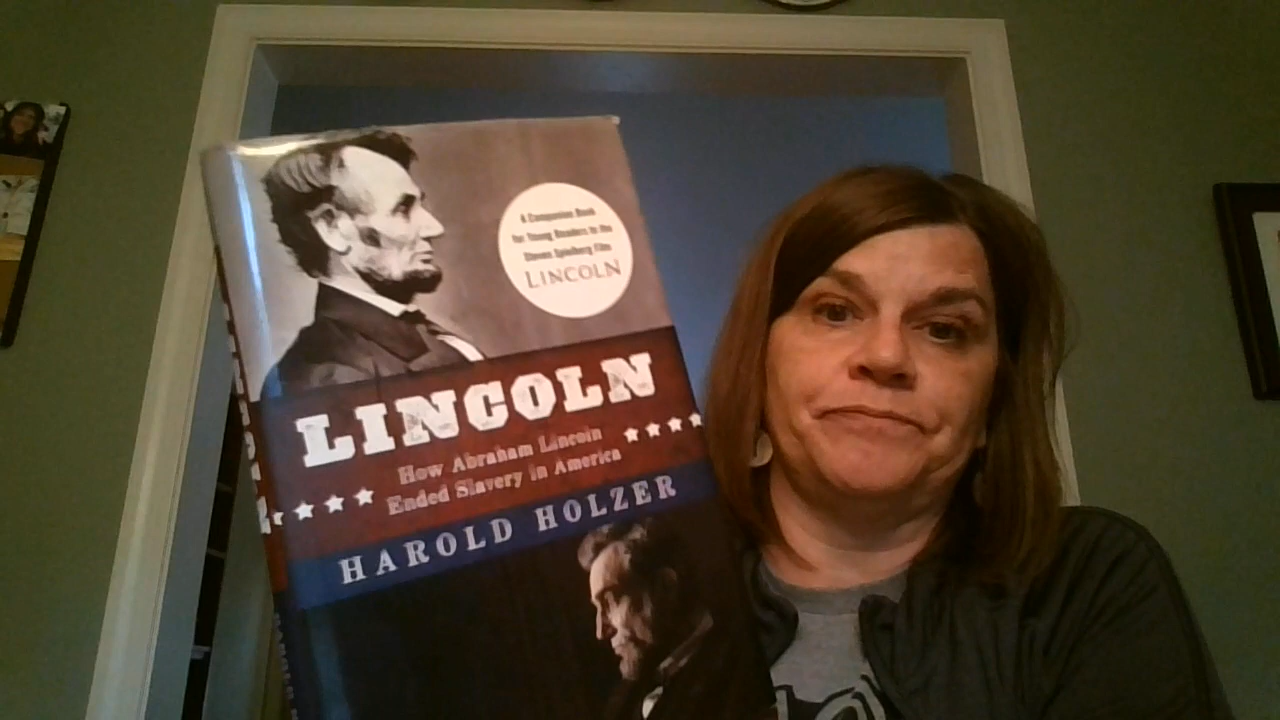 A Companion Book
for Young Readers to the
Steven Spielberg Film
LINCOLN
LINCOLN
How Abraham Lincoln
Ended Slavery in America
HAROLD HOLZER